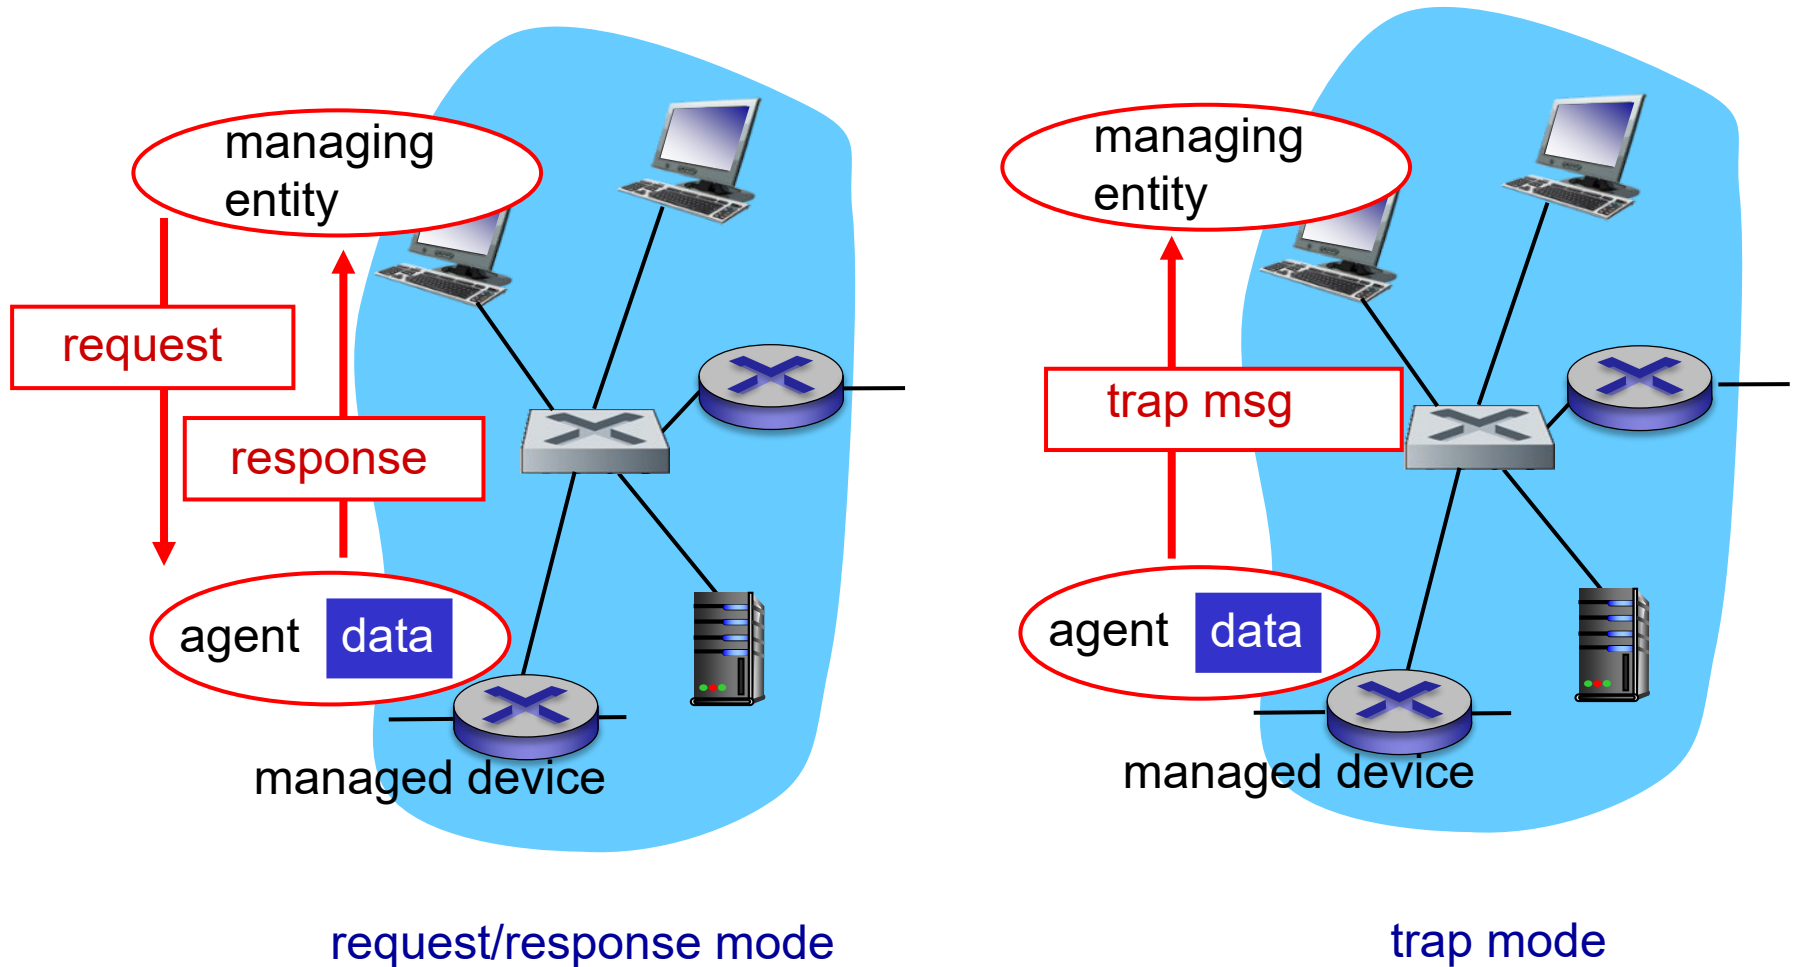 managing
entity
request
response
agent
data
managed device
request/response mode
managing
entity
trap msg
agent
data
managed device
trap mode